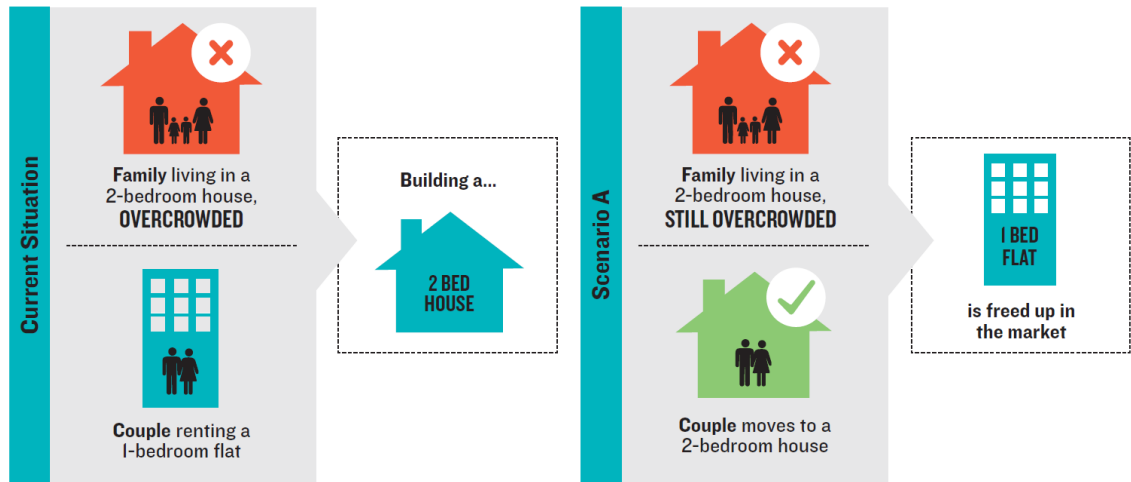 Current Situation
Family living in a
2-bedroom house,
OVERCROWDED
Couple renting a
1-bedroom flat
Building a...
2 BED
HOUSE
Scenario A
Family living in a
2-bedroom house,
STILL OVERCROWDED
Couple moves to a
2-bedroom house
1 BED
FLAT
is freed up in
the market